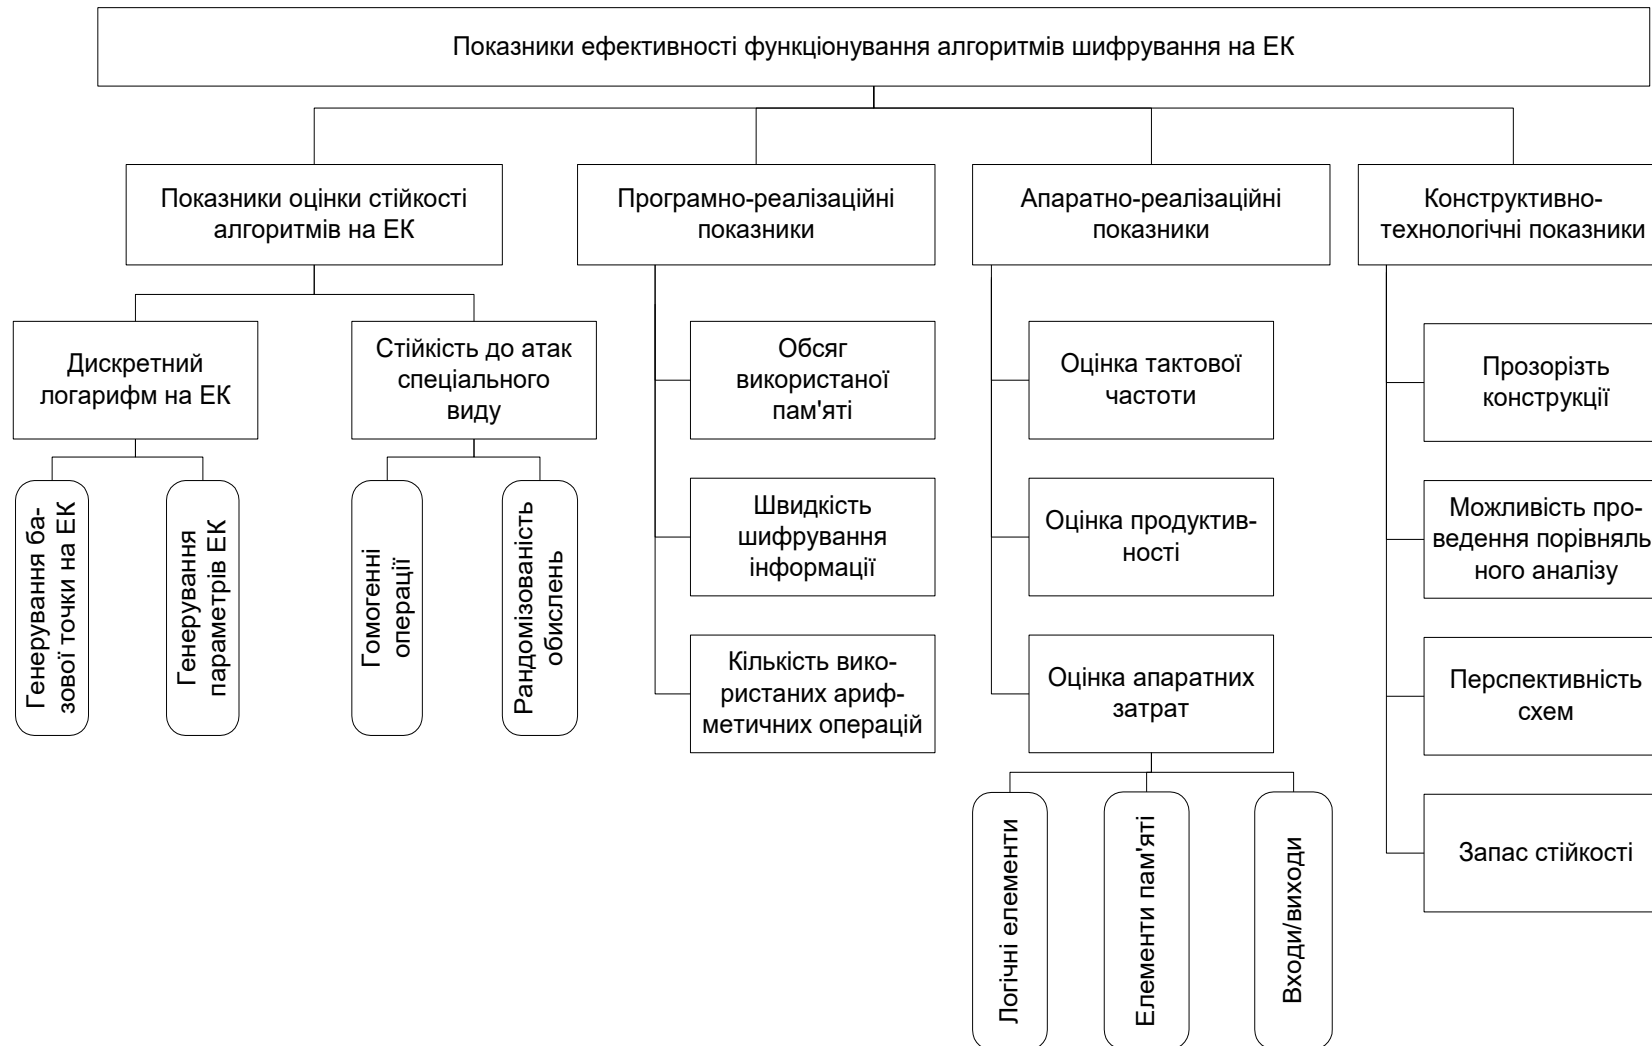 Показники ефективності функціонування алгоритмів шифрування на ЕК
Показники оцінки стійкості
алгоритмів на ЕК
Програмно-реалізаційні
показники
Апаратно-реалізаційні
показники
Конструктивно-
технологічні показники
Дискретний
логарифм на ЕК
Стійкість до атак
спеціального
виду
Генерування ба-
зової точки на ЕК
Генерування
параметрів ЕК
Гомогенні
операції
Рандомізованість
обислень
Обсяг
використаної
пам'яті
Швидкість
шифрування
інформації
Кількість вико-
ристаних ариф-
метичних операцій
Оцінка тактової
частоти
Оцінка продуктив-
ності
Оцінка апаратних
затрат
Логічні елементи
Елементи пам'яті
Входи/виходи
Прозорізть
конструкції
Можливість про-
ведення порівняль
ного аналізу
Перспективність
схем
Запас стійкості